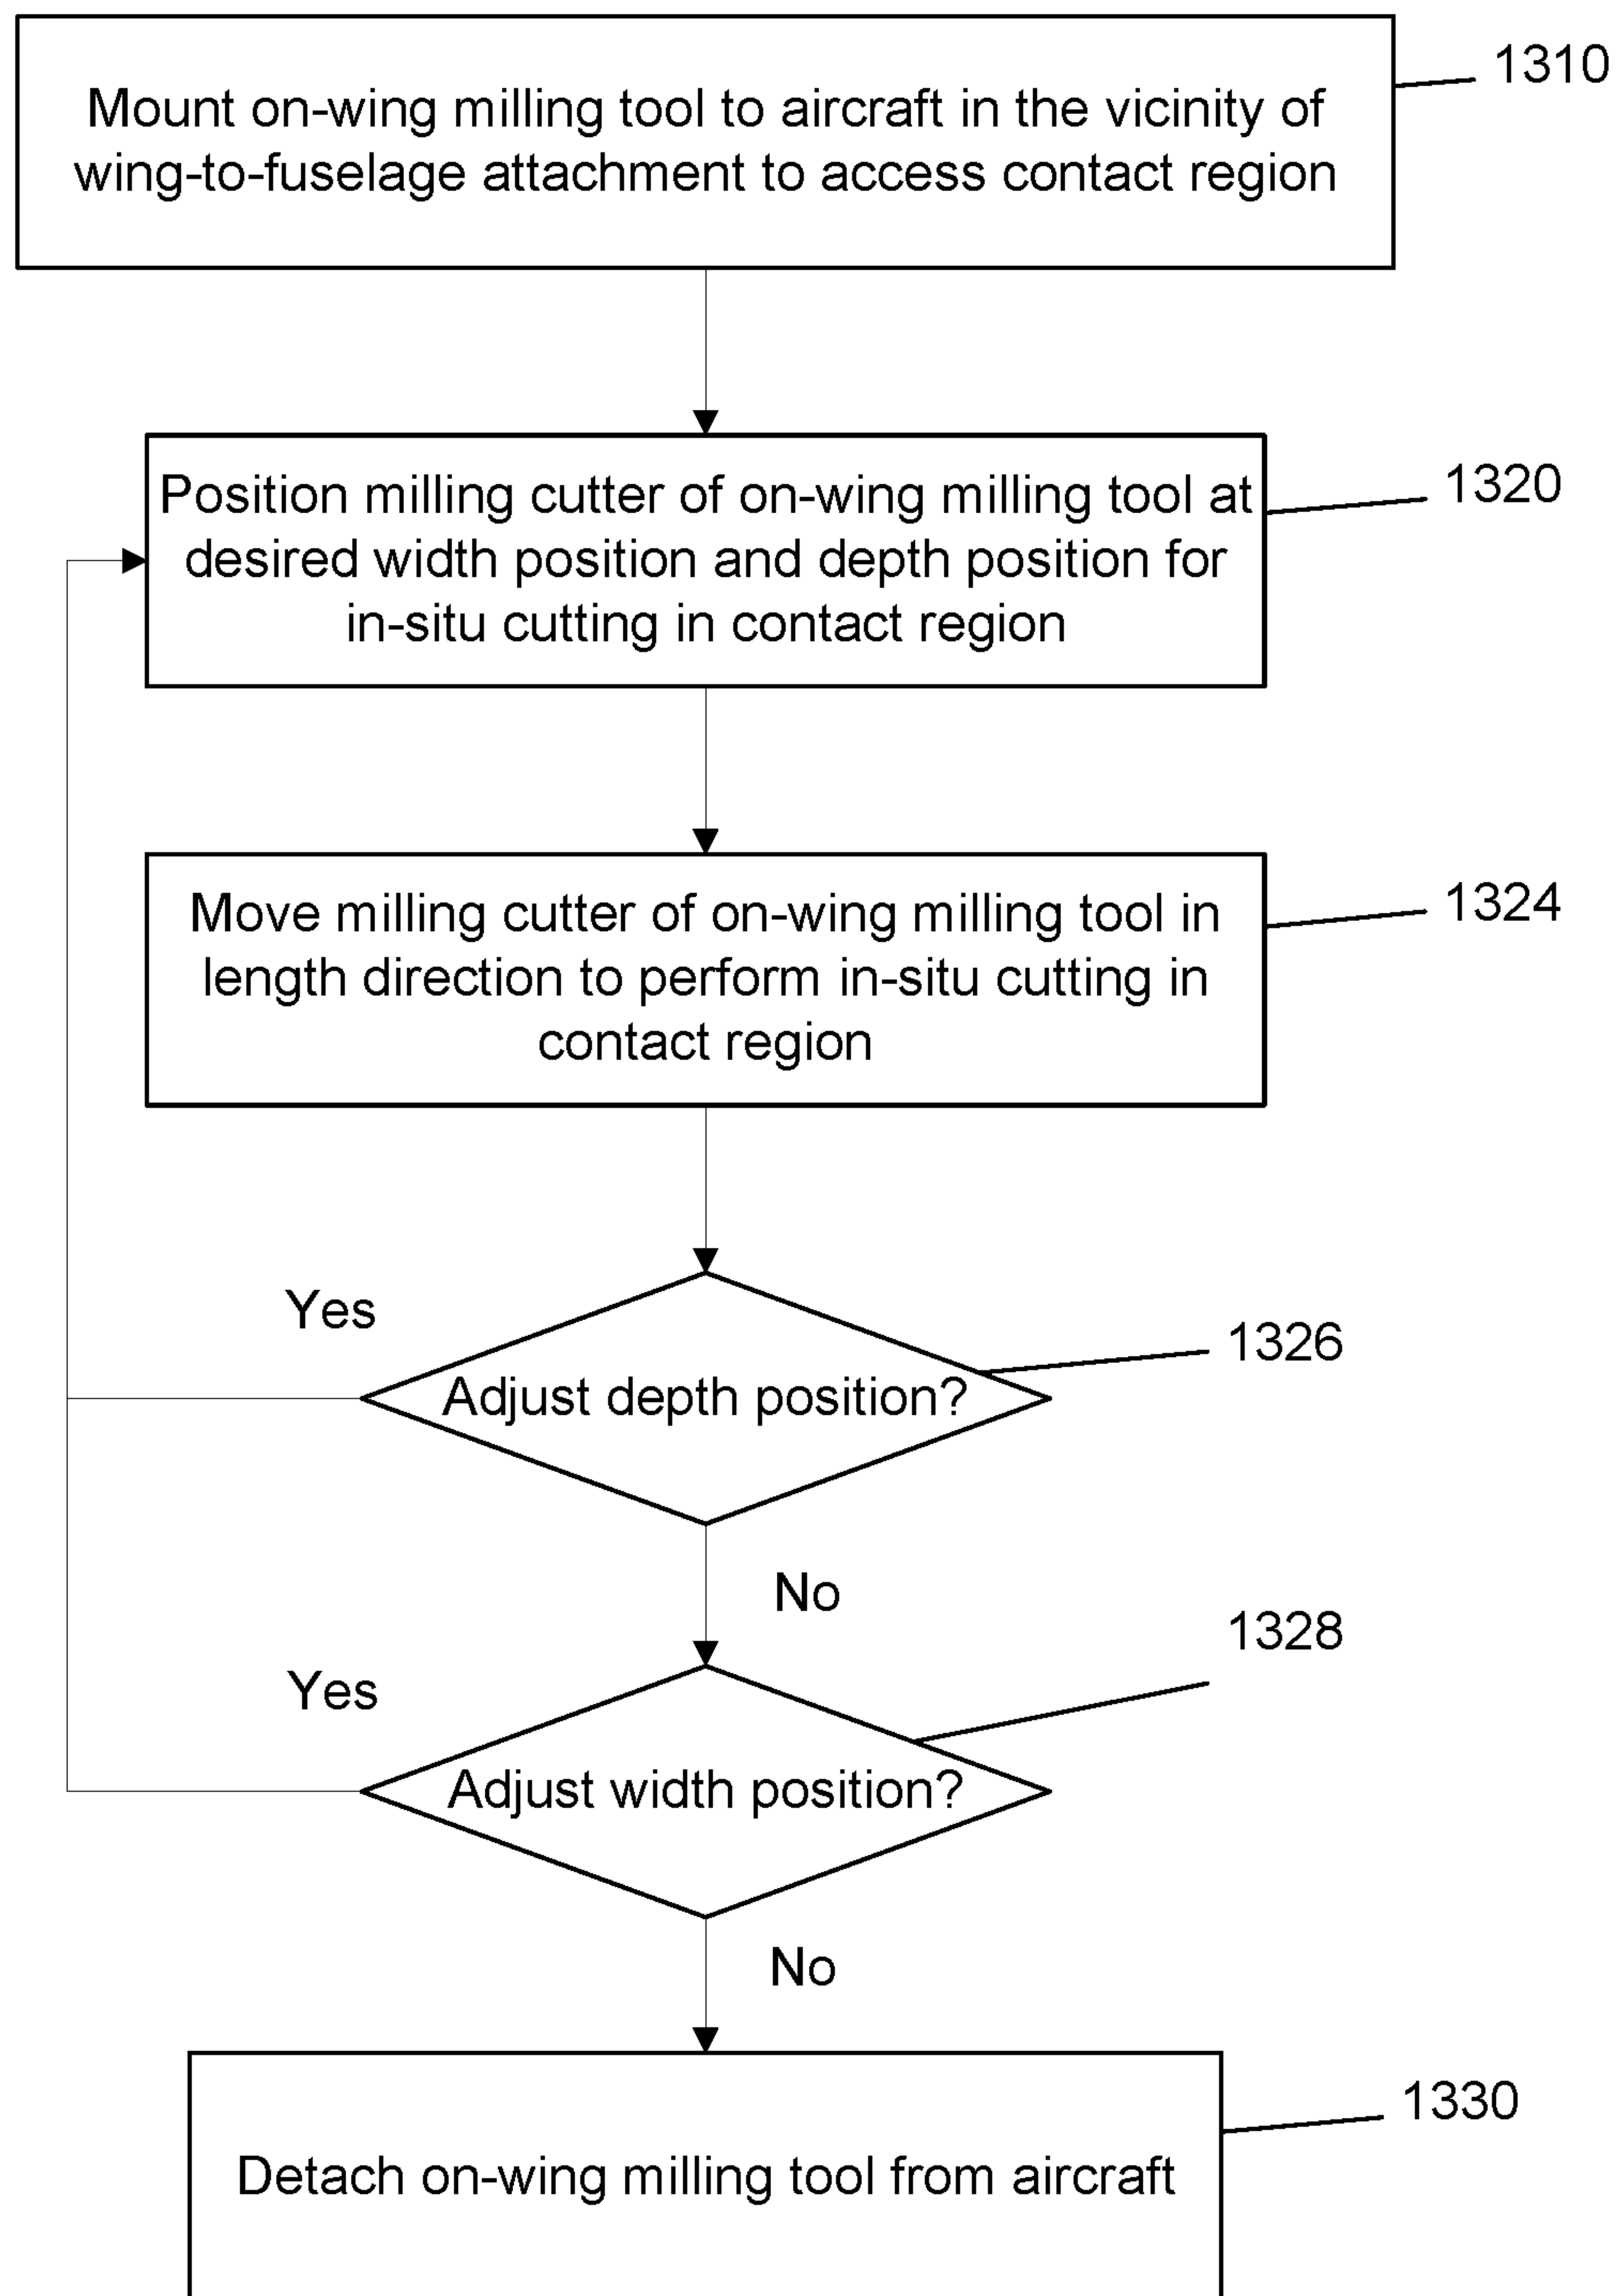 1310
Mount on-wing milling tool to aircraft in the vicinity of
wing-to-fuselage attachment to access contact region
1320
Position milling cutter of on-wing milling tool at
desired width position and depth position for
in-situ cutting in contact region
1324
Move milling cutter of on-wing milling tool in
length direction to perform in-situ cutting in
contact region
Yes
1326
Adjust depth position?
No
1328
Yes
Adjust width position?
No
1330
Detach on-wing milling tool from aircraft